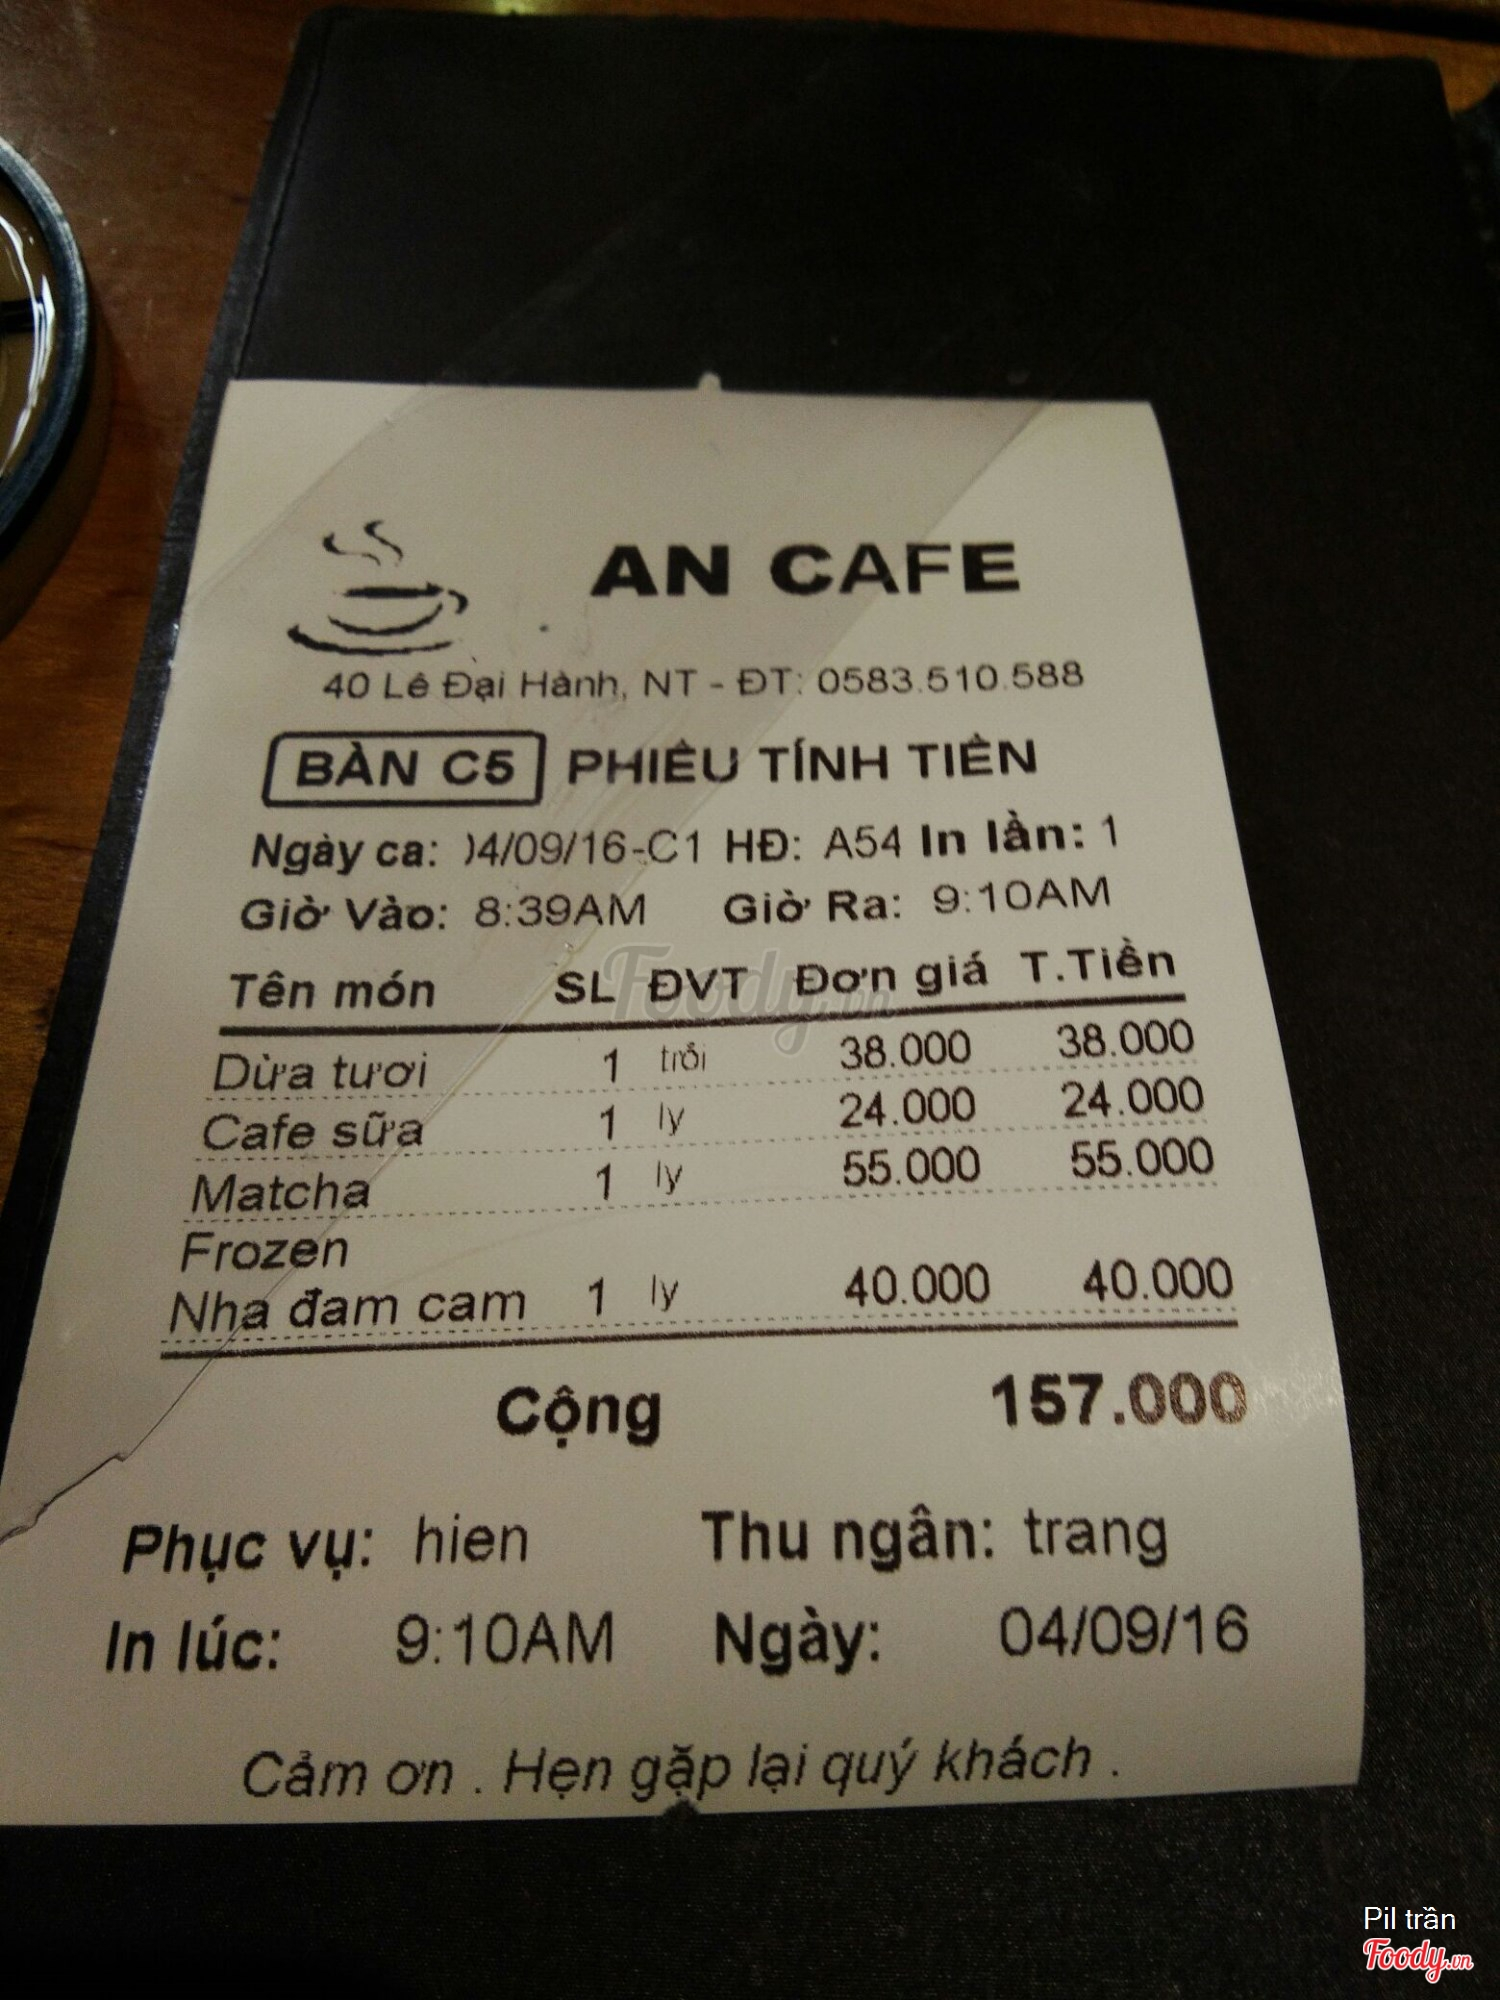 AN CAFE
40 Lê Đại Hành, NT - ĐT: 0583.510.588
BÀN C5 PHIẾU TÍNH TIỀN
Ngày ca: 04/09/16-C1 HĐ: A54 In lần: 1
Giờ Vào: 8:39AM Giờ Ra: 9:10AM
Tên món SL ĐVT Đơn giá T.Tiền
Dừa tươi 1 trối 38.000 38.000
Cafe sữa 1 ly 24.000 24.000
Matcha 1 ly 55.000 55.000
Frozen
Nha đam cam 1 ly 40.000 40.000
Cộng 157.000
Phục vụ: hien Thu ngân: trang
In lúc: 9:10AM Ngày: 04/09/16
Cảm ơn . Hẹn gặp lại quý khách .
Foody.vn
Pil trần
Foody.vn